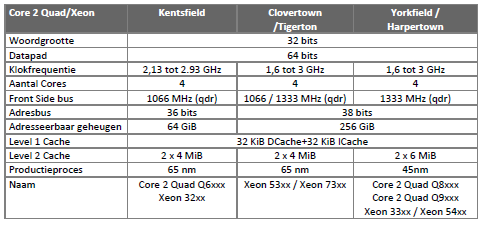 Core 2 Quad/Xeon Kentsfield Clovertown /Tigerton Yorkfield / Harpertown
Woordgrootte 32 bits
Datapad 64 bits
Klokfrequentie 2,13 tot 2.93 GHz 1,6 tot 3 GHz 1,6 tot 3 GHz
Aantal Cores 4 4 4
Front Side bus 1066 MHz (qdr) 1066 / 1333 MHz (qdr) 1333 MHz (qdr)
Adresbus 36 bits 38 bits
Adresseerbaar geheugen 64 GiB 256 GiB
Level 1 Cache 32 KiB DCache+32 KiB ICache
Level 2 Cache 2 x 4 MiB 2 x 4 MiB 2 x 6 MiB
Productieproces 65 nm 65 nm 45nm
Naam Core 2 Quad Q6xxx Xeon 53xx / Xeon 73xx Core 2 Quad Q8xxx
Xeon 32xx Core 2 Quad Q9xxx
Xeon 33xx / Xeon 54xx